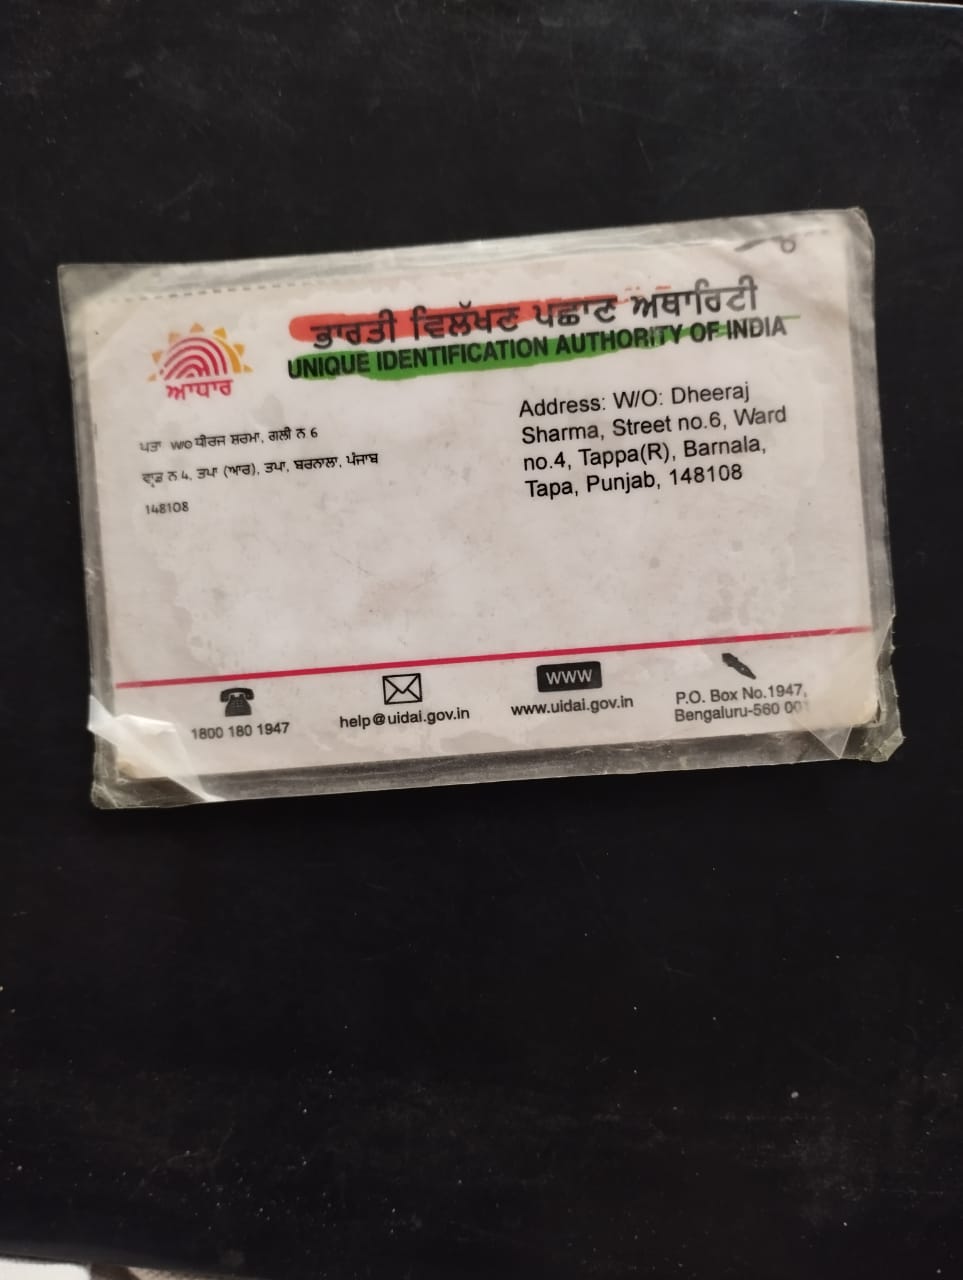 ਭਾਰਤੀ ਵਿਲੱਖਣ ਪਛਾਣ ਅਥਾਰਿਟੀ
UNIQUE IDENTIFICATION AUTHORITY OF INDIA
ਆਧਾਰ
ਪਤਾ W/O ਧੀਰਜ ਸ਼ਰਮਾ, ਗਲੀ ਨ 6
ਵਾਰਡ ਨ 4, ਤਪਾ (ਆਰ), ਤਪਾ, ਬਰਨਾਲਾ, ਪੰਜਾਬ
148108
Address: W/O: Dheeraj
Sharma, Street no.6, Ward
no.4, Tappa(R), Barnala,
Tapa, Punjab, 148108
1800 180 1947
help@uidai.gov.in
WWW
www.uidai.gov.in
P.O. Box No.1947,
Bengaluru-560 001